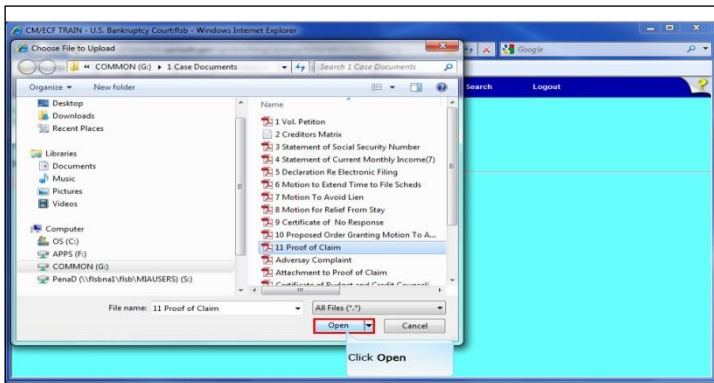 CM/ECF TRAIN - U.S. Bankruptcy Court:flsb - Windows Internet Explorer
Choose File to Upload
Google
« COMMON (G:) ▸ 1 Case Documents
Search 1 Case Documents
Organize ▾ New folder
Search Logout
Desktop
Downloads
Recent Places
Libraries
Documents
Music
Pictures
Videos
Computer
OS (C:)
APPS (F:)
COMMON (G:)
PenaD (\\flsbna1\flsb\MIAUSERS) (S:)
Name
1 Vol. Petiton
2 Creditors Matrix
3 Statement of Social Security Number
4 Statement of Current Monthly Income(7)
5 Declaration Re Electronic Filing
6 Motion to Extend Time to File Scheds
7 Motion To Avoid Lien
8 Motion for Relief From Stay
9 Certificate of No Response
10 Proposed Order Granting Motion To A...
11 Proof of Claim
Adversay Complaint
Attachment to Proof of Claim
Certificate of Budget and Credit Counseli
File name: 11 Proof of Claim
All Files (*.*)
Open
Cancel
Click Open